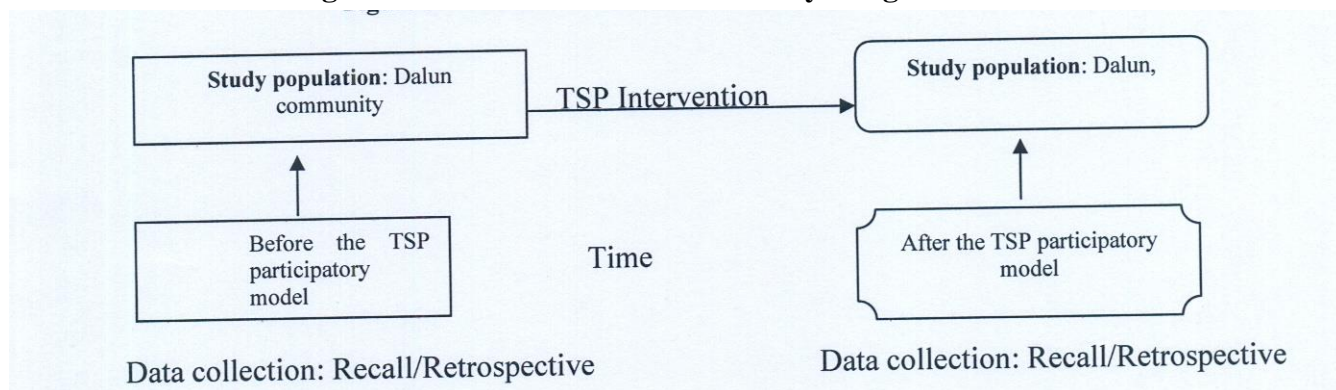 Study population: Dalun
community
TSP Intervention
Study population: Dalun,
Before the TSP
participatory
model
Time
After the TSP participatory
model
Data collection: Recall/Retrospective
Data collection: Recall/Retrospective